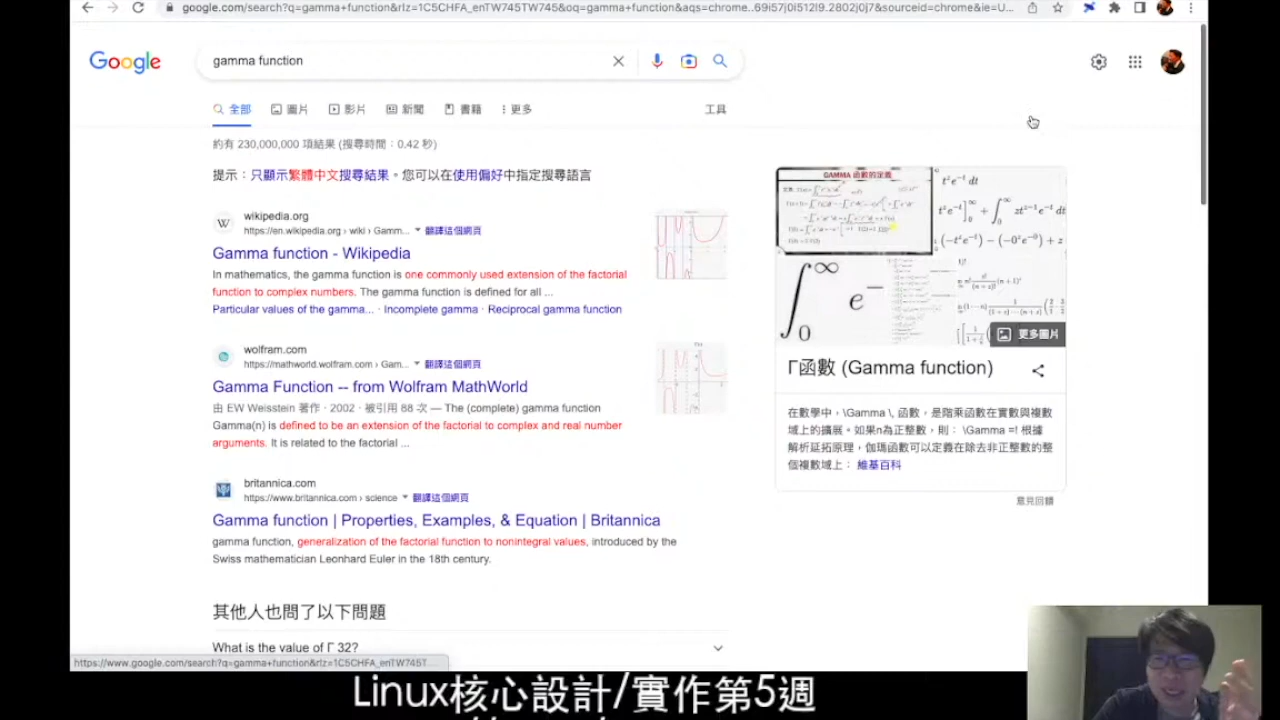 google.com/search?q=gamma+function&rlz=1C5CHFA_enTW745TW745&oq=gamma+function&aqs=chrome..69i57j0i512l9.2802j0j7&sourceid=chrome&ie=U...
Google
gamma function
全部 圖片 影片 新聞 書籍 更多 工具
約有 230,000,000 項結果 (搜尋時間：0.42 秒)
提示：只顯示繁體中文搜尋結果。您可以在使用偏好中指定搜尋語言
wikipedia.org
https://en.wikipedia.org › wiki › Gamm... 翻譯這個網頁
Gamma function - Wikipedia
In mathematics, the gamma function is one commonly used extension of the factorial
function to complex numbers. The gamma function is defined for all ...
Particular values of the gamma... · Incomplete gamma · Reciprocal gamma function
wolfram.com
https://mathworld.wolfram.com › Gam... 翻譯這個網頁
Gamma Function -- from Wolfram MathWorld
由 EW Weisstein 著作 · 2002 · 被引用 88 次 — The (complete) gamma function
Gamma(n) is defined to be an extension of the factorial to complex and real number
arguments. It is related to the factorial ...
britannica.com
https://www.britannica.com › science 翻譯這個網頁
Gamma function | Properties, Examples, & Equation | Britannica
gamma function, generalization of the factorial function to nonintegral values, introduced by the
Swiss mathematician Leonhard Euler in the 18th century.
其他人也問了以下問題
What is the value of Γ 32?
GAMMA 函數的定義
更多圖片
Γ函數 (Gamma function)
在數學中，\Gamma \, 函數，是階乘函數在實數與複數
域上的擴展。如果n為正整數，則： \Gamma =! 根據
解析延拓原理，伽瑪函數可以定義在除去非正整數的整
個複數域上： 維基百科
意見回饋
https://www.google.com/search?q=gamma+function&rlz=1C5CHFA_enTW745T...
Linux核心設計/實作第5週